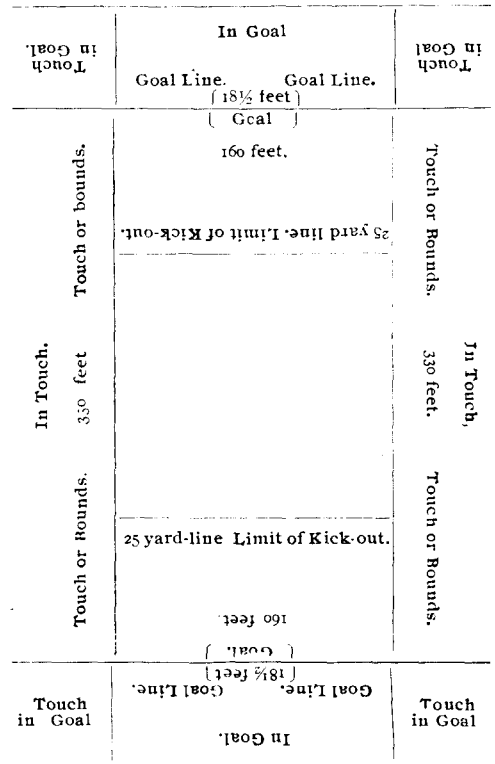 Touch
in Goal.
In Goal
Touch
in Goal
Goal Line. Goal Line.
18½ feet
Goal
160 feet.
25 yard line. Limit of Kick-out.
Touch or bounds.
Touch or Bounds.
In Touch.
330 feet
330 feet.
In Touch,
Touch or Bounds.
Touch or Bounds.
25 yard-line Limit of Kick-out.
160 feet.
Goal.
18½ feet
Goal Line. Goal Line.
In Goal.
Touch
in Goal
Touch
in Goal